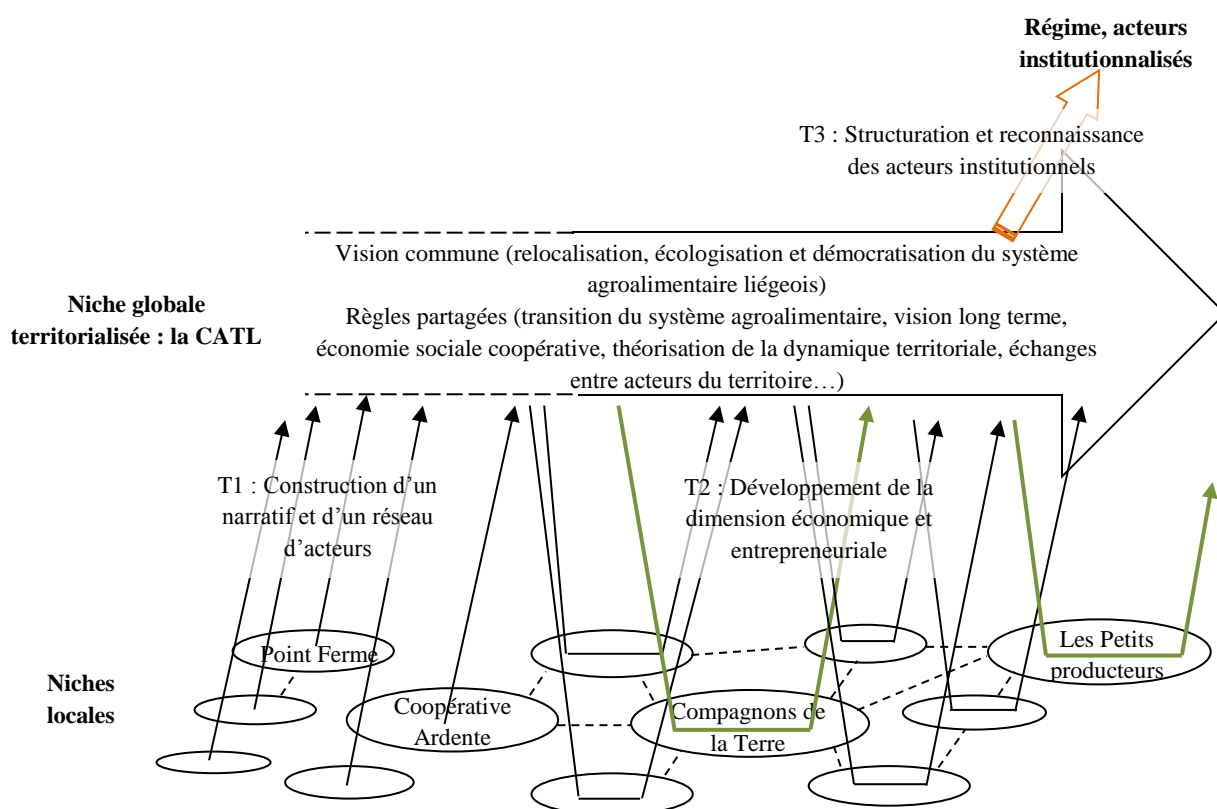 Régime, acteurs
institutionnalisés
T3 : Structuration et reconnaissance
des acteurs institutionnels
Vision commune (relocalisation, écologisation et démocratisation du système
agroalimentaire liégeois)
Niche globale
territorialisée : la CATL
Règles partagées (transition du système agroalimentaire, vision long terme,
économie sociale coopérative, théorisation de la dynamique territoriale, échanges
entre acteurs du territoire…)
T1 : Construction d’un
narratif et d’un réseau
d’acteurs
T2 : Développement de la
dimension économique et
entrepreneuriale
Niches
locales
Point Ferme
Coopérative
Ardente
Compagnons de
la Terre
Les Petits
producteurs